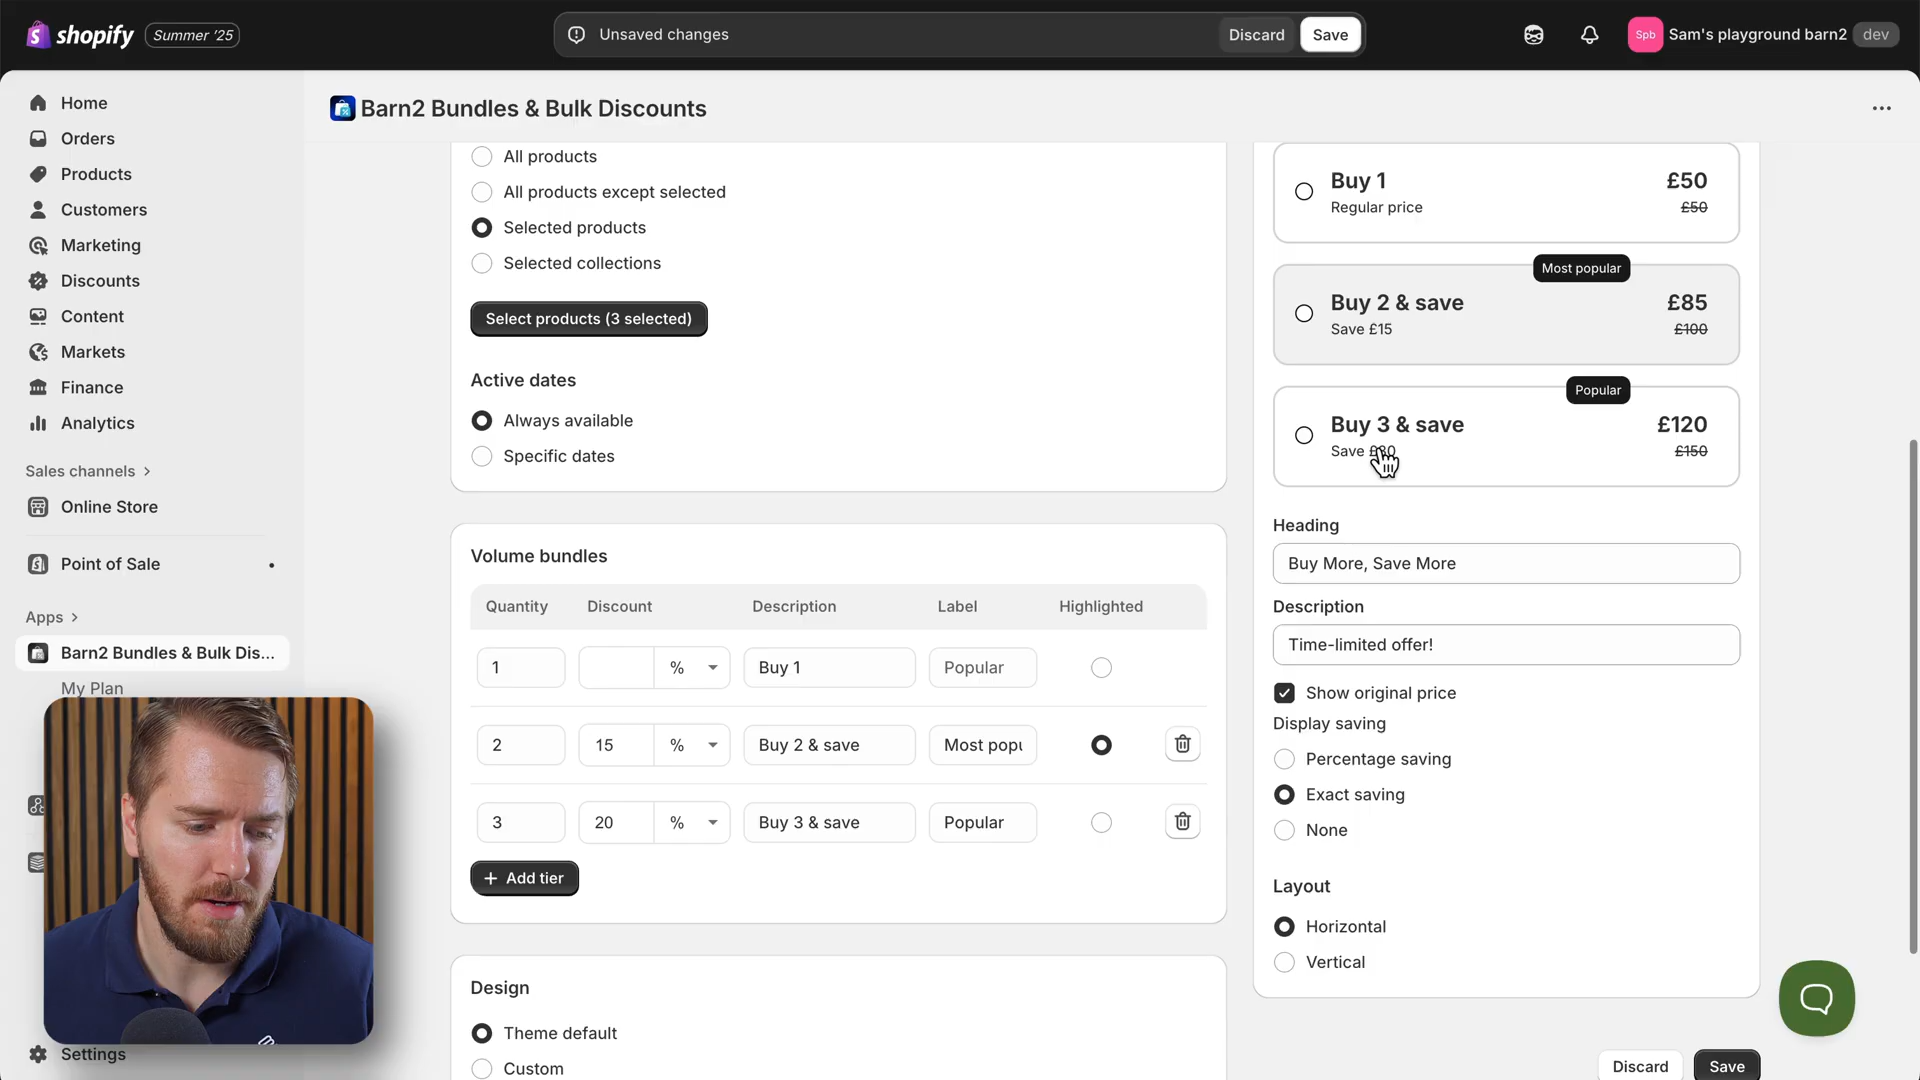 shopify
Summer '25
Unsaved changes
Discard
Save
Spb
Sam's playground barn2
dev
Home
Orders
Products
Customers
Marketing
Discounts
Content
Markets
Finance
Analytics
Sales channels
Online Store
Point of Sale
Apps
Barn2 Bundles & Bulk Dis...
My Plan
Settings
Barn2 Bundles & Bulk Discounts
All products
All products except selected
Selected products
Selected collections
Select products (3 selected)
Active dates
Always available
Specific dates
Volume bundles
Quantity Discount Description Label Highlighted
1 % Buy 1 Popular
2 15 % Buy 2 & save Most popu
3 20 % Buy 3 & save Popular
+ Add tier
Design
Theme default
Custom
Buy 1 £50
Regular price £50
Most popular
Buy 2 & save £85
Save £15 £100
Popular
Buy 3 & save £120
Save £30 £150
Heading
Buy More, Save More
Description
Time-limited offer!
Show original price
Display saving
Percentage saving
Exact saving
None
Layout
Horizontal
Vertical
Discard
Save